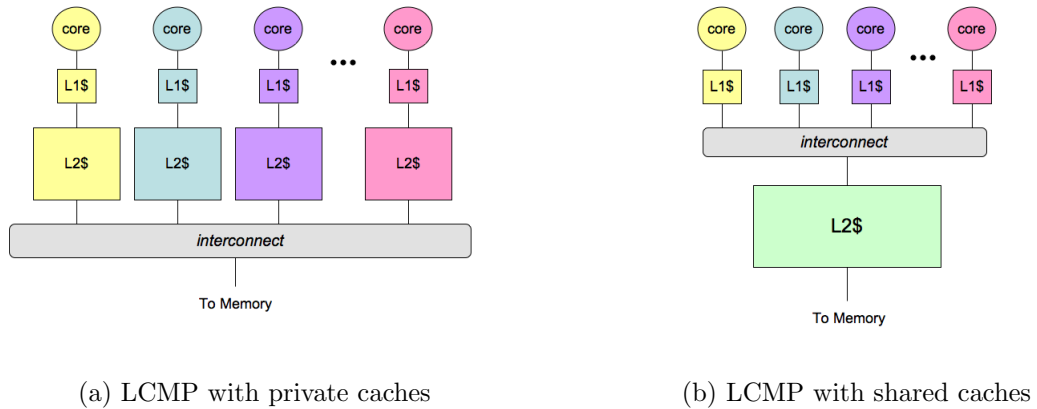 core core core core
•••
L1$ L1$ L1$ L1$
L2$ L2$ L2$ L2$
interconnect
To Memory
(a) LCMP with private caches
core core core core
•••
L1$ L1$ L1$ L1$
interconnect
L2$
To Memory
(b) LCMP with shared caches